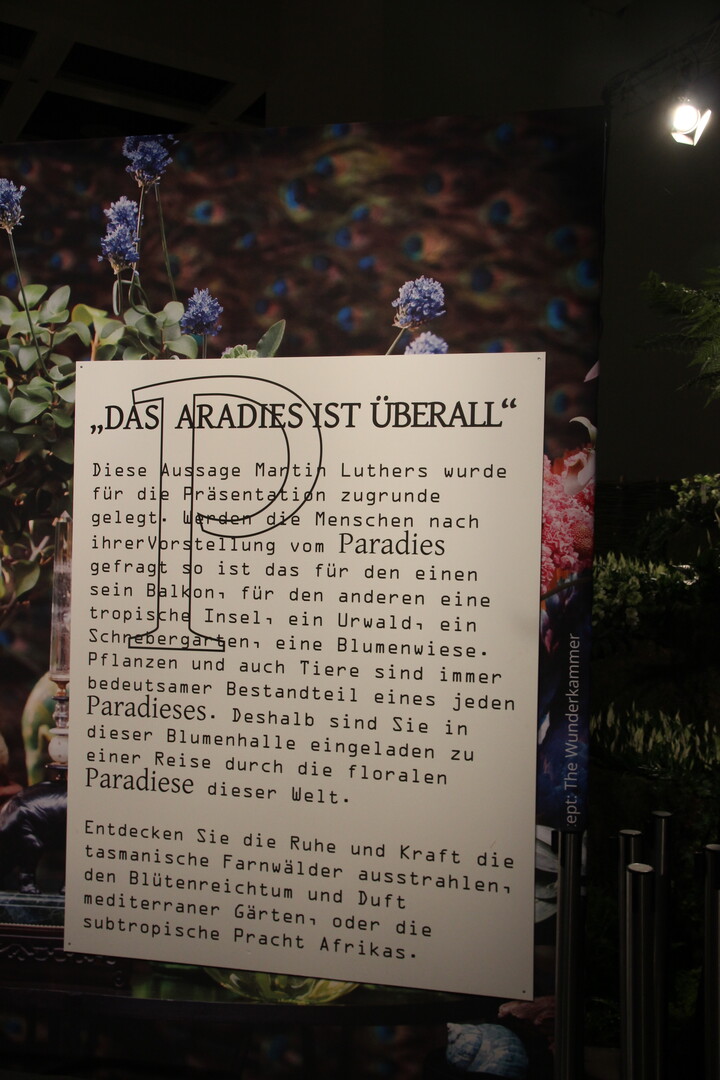 „DAS PARADIES IST ÜBERALL“
Diese Aussage Martin Luthers wurde
für die Präsentation zugrunde
gelegt. Werden die Menschen nach
ihrerVorstellung vom Paradies
gefragt so ist das für den einen
sein Balkon, für den anderen eine
tropische Insel, ein Urwald, ein
Schrebergarten, eine Blumenwiese.
Pflanzen und auch Tiere sind immer
bedeutsamer Bestandteil eines jeden
Paradieses. Deshalb sind Sie in
dieser Blumenhalle eingeladen zu
einer Reise durch die floralen
Paradiese dieser Welt.
Entdecken Sie die Ruhe und Kraft die
tasmanische Farnwälder ausstrahlen,
den Blütenreichtum und Duft
mediterraner Gärten, oder die
subtropische Pracht Afrikas.
ept: The Wunderkammer